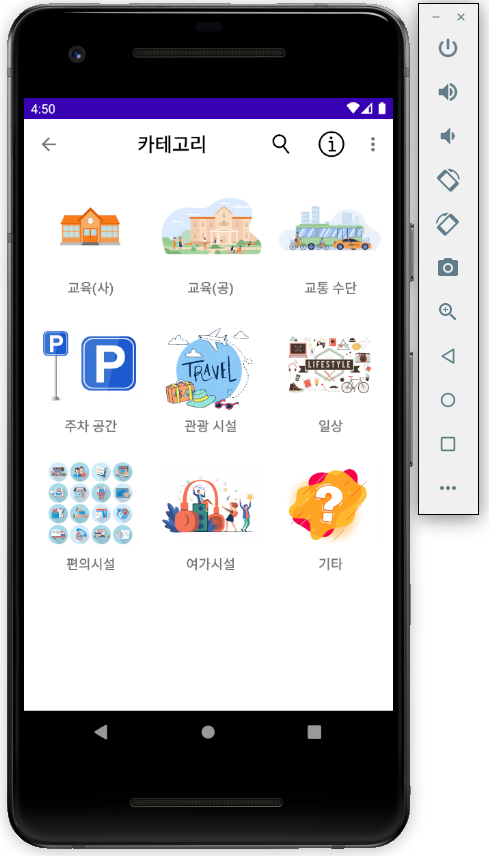 4:50
카테고리
교육(사)
교육(공)
교통 수단
P
P
TRAVEL
LIFESTYLE
주차 공간
관광 시설
일상
?
편의시설
여가시설
기타